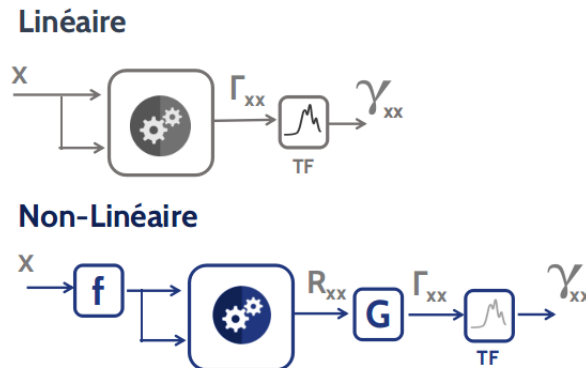 Linéaire
X
Γxx
γxx
TF
Non-Linéaire
X
f
Rxx
G
Γxx
γxx
TF